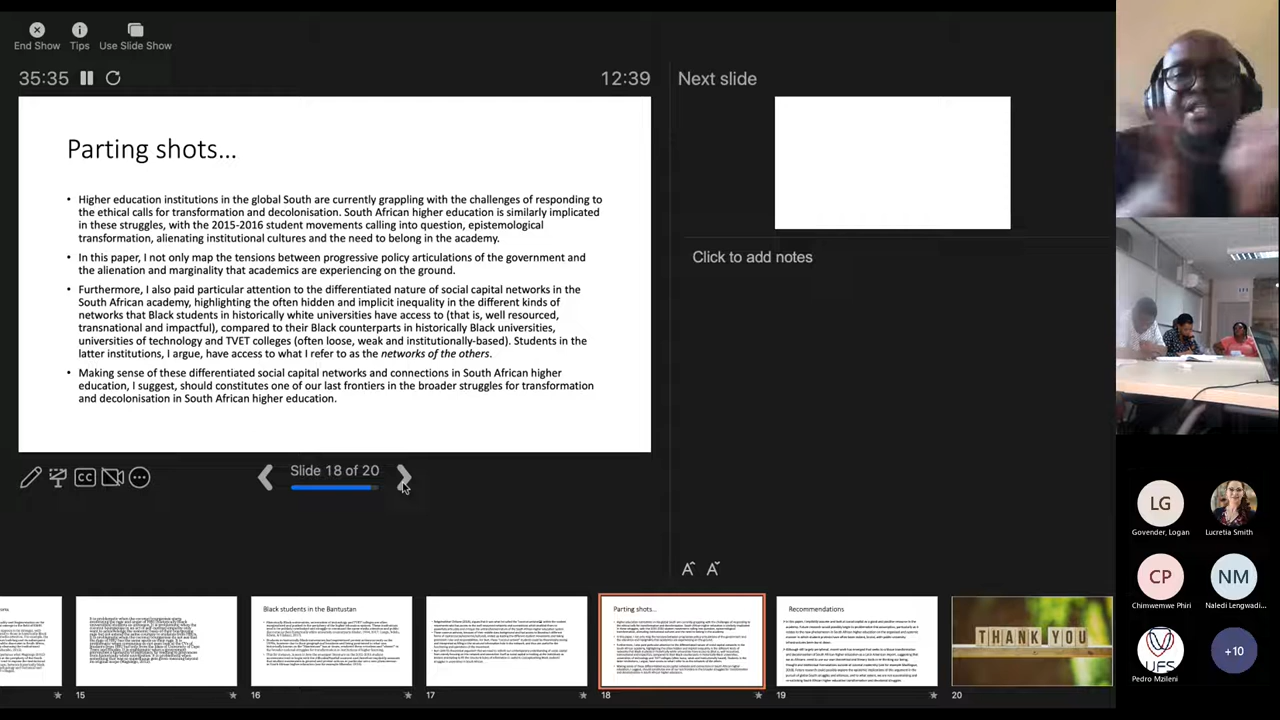 End Show
Tips
Use Slide Show
35:35
12:39
Next slide
Parting shots...
• Higher education institutions in the global South are currently grappling with the challenges of responding to
the ethical calls for transformation and decolonisation. South African higher education is similarly implicated
in these struggles, with the 2015-2016 student movements calling into question, epistemological
transformation, alienating institutional cultures and the need to belong in the academy.
• In this paper, I not only map the tensions between progressive policy articulations of the government and
the alienation and marginality that academics are experiencing on the ground.
• Furthermore, I also paid particular attention to the differentiated nature of social capital networks in the
South African academy, highlighting the often hidden and implicit inequality in the different kinds of
networks that Black students in historically white universities have access to (that is, well resourced,
transnational and impactful), compared to their Black counterparts in historically Black universities,
universities of technology and TVET colleges (often loose, weak and institutionally-based). Students in the
latter institutions, I argue, have access to what I refer to as the networks of the others.
• Making sense of these differentiated social capital networks and connections in South African higher
education, I suggest, should constitutes one of our last frontiers in the broader struggles for transformation
and decolonisation in South African higher education.
Click to add notes
CC
Slide 18 of 20
A A
LG
Govender, Logan
Lucretia Smith
CP
Chimwemwe Phiri
NM
Naledi Lengwadi...
UFS
Pedro Mzileni
+10
Black students in the Bantustan
Parting shots...
Recommendations
THANK YOU
15
16
17
18
19
20